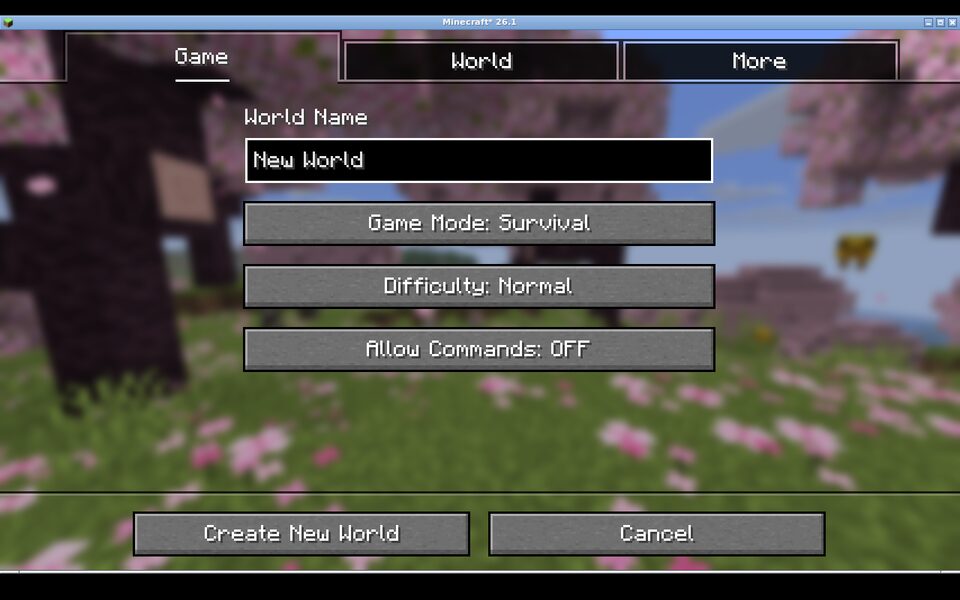 Minecraft* 26.1
Game
World
More
World Name
New World
Game Mode: Survival
Difficulty: Normal
Allow Commands: OFF
Create New World
Cancel